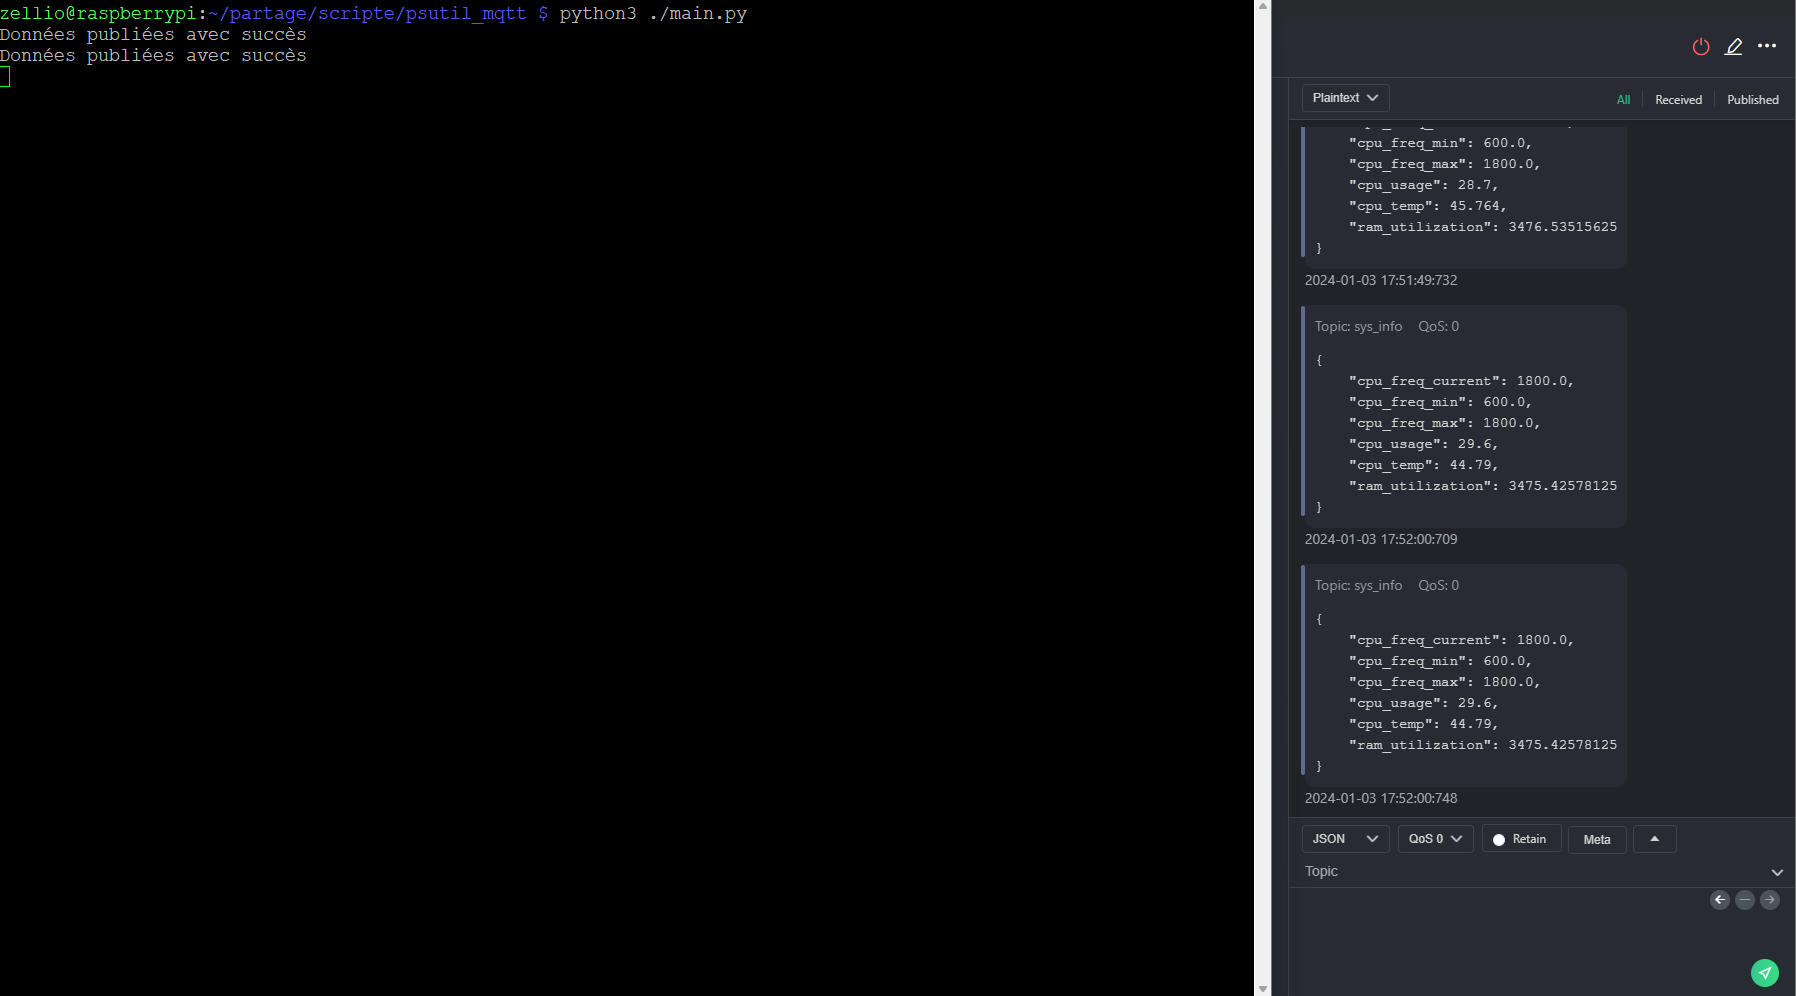 zellio@raspberrypi:~/partage/scripte/psutil_mqtt $ python3 ./main.py
Données publiées avec succès
Données publiées avec succès
Plaintext
All
Received
Published
"cpu_freq_min": 600.0,
"cpu_freq_max": 1800.0,
"cpu_usage": 28.7,
"cpu_temp": 45.764,
"ram_utilization": 3476.53515625
}
2024-01-03 17:51:49:732
Topic: sys_info QoS: 0
{
"cpu_freq_current": 1800.0,
"cpu_freq_min": 600.0,
"cpu_freq_max": 1800.0,
"cpu_usage": 29.6,
"cpu_temp": 44.79,
"ram_utilization": 3475.42578125
}
2024-01-03 17:52:00:709
Topic: sys_info QoS: 0
{
"cpu_freq_current": 1800.0,
"cpu_freq_min": 600.0,
"cpu_freq_max": 1800.0,
"cpu_usage": 29.6,
"cpu_temp": 44.79,
"ram_utilization": 3475.42578125
}
2024-01-03 17:52:00:748
JSON
QoS 0
Retain
Meta
Topic